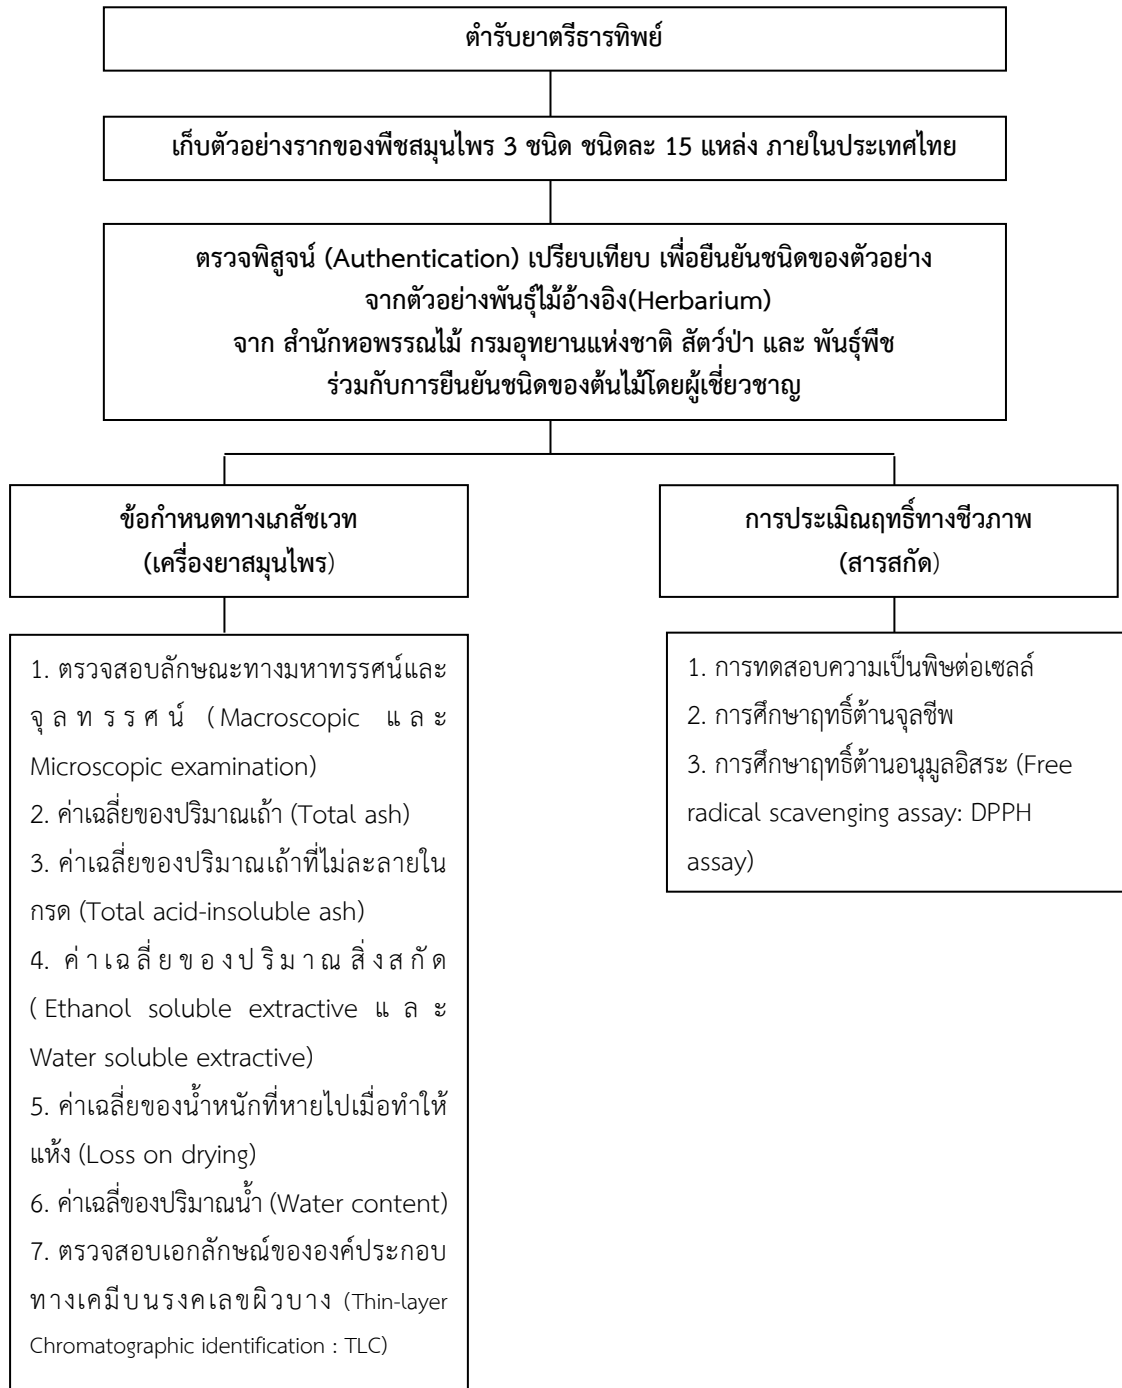 ตำรับยาตรีธารทิพย์
เก็บตัวอย่างรากของพืชสมุนไพร 3 ชนิด ชนิดละ 15 แหล่ง ภายในประเทศไทย
ตรวจพิสูจน์ (Authentication) เปรียบเทียบ เพื่อยืนยันชนิดของตัวอย่าง
จากตัวอย่างพันธุ์ไม้อ้างอิง(Herbarium)
จาก สำนักหอพรรณไม้ กรมอุทยานแห่งชาติ สัตว์ป่า และ พันธุ์พืช
ร่วมกับการยืนยันชนิดของต้นไม้โดยผู้เชี่ยวชาญ
ข้อกำหนดทางเภสัชเวท
(เครื่องยาสมุนไพร)
1. ตรวจสอบลักษณะทางมหาทรรศน์และ
จุลทรรศน์ (Macroscopic และ
Microscopic examination)
2. ค่าเฉลี่ยของปริมาณเถ้า (Total ash)
3. ค่าเฉลี่ยของปริมาณเถ้าที่ไม่ละลายใน
กรด (Total acid-insoluble ash)
4. ค่าเฉลี่ยของปริมาณสิ่งสกัด
(Ethanol soluble extractive และ
Water soluble extractive)
5. ค่าเฉลี่ยของน้ำหนักที่หายไปเมื่อทำให้
แห้ง (Loss on drying)
6. ค่าเฉลี่ของปริมาณน้ำ (Water content)
7. ตรวจสอบเอกลักษณ์ขององค์ประกอบ
ทางเคมีบนรงคเลขผิวบาง (Thin-layer
Chromatographic identification : TLC)
การประเมิณฤทธิ์ทางชีวภาพ
(สารสกัด)
1. การทดสอบความเป็นพิษต่อเซลล์
2. การศึกษาฤทธิ์ต้านจุลชีพ
3. การศึกษาฤทธิ์ต้านอนุมูลอิสระ (Free
radical scavenging assay: DPPH
assay)